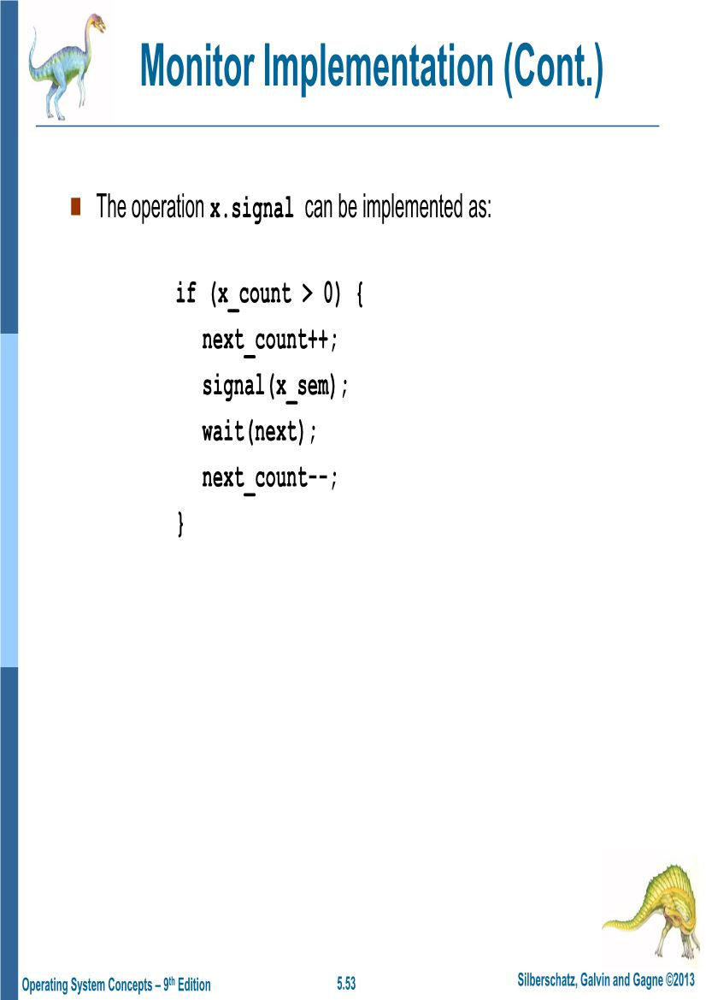 Monitor Implementation (Cont.)
The operation x.signal can be implemented as:
if (x_count > 0) {
next_count++;
signal(x_sem);
wait(next);
next_count--;
}
Operating System Concepts – 9th Edition
5.53
Silberschatz, Galvin and Gagne ©2013